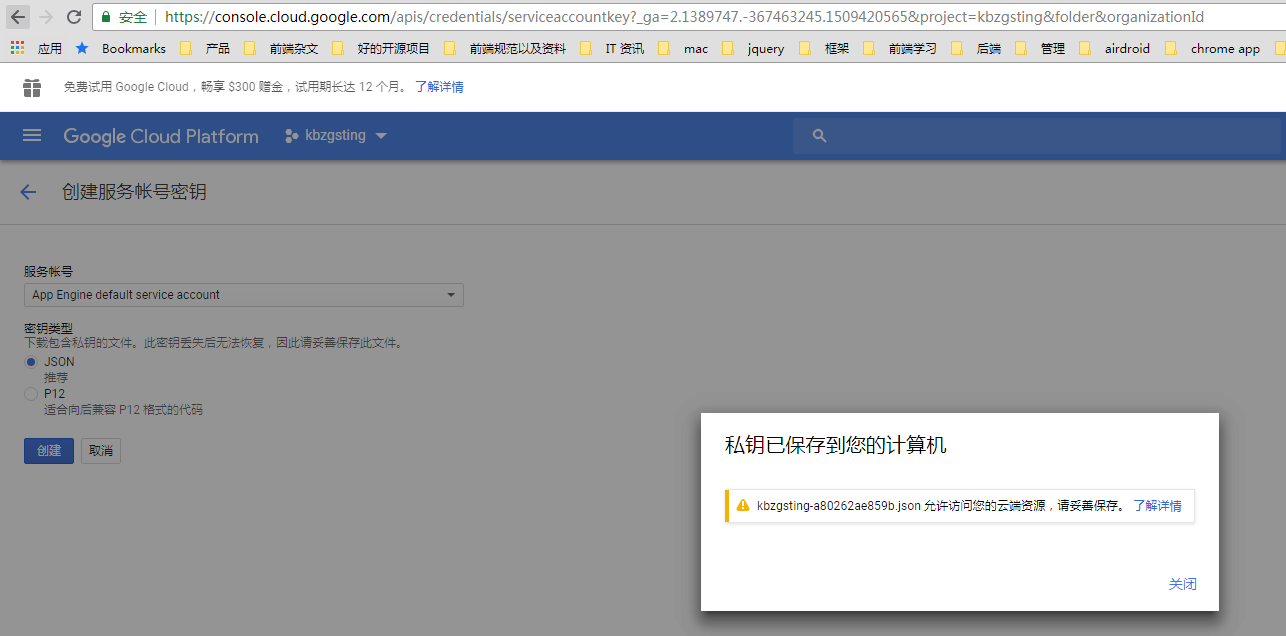 安全 https://console.cloud.google.com/apis/credentials/serviceaccountkey?_ga=2.1389747.-367463245.1509420565&project=kbzgsting&folder&organizationId
应用 Bookmarks 产品 前端杂文 好的开源项目 前端规范以及资料 IT 资讯 mac jquery 框架 前端学习 后端 管理 airdroid chrome app
免费试用 Google Cloud，畅享 $300 赠金，试用期长达 12 个月。 了解详情
Google Cloud Platform kbzgsting
创建服务帐号密钥
服务帐号
App Engine default service account
密钥类型
下载包含私钥的文件。此密钥丢失后无法恢复，因此请妥善保存此文件。
JSON
推荐
P12
适合向后兼容 P12 格式的代码
创建 取消
私钥已保存到您的计算机
kbzgsting-a80262ae859b.json 允许访问您的云端资源，请妥善保存。 了解详情
关闭